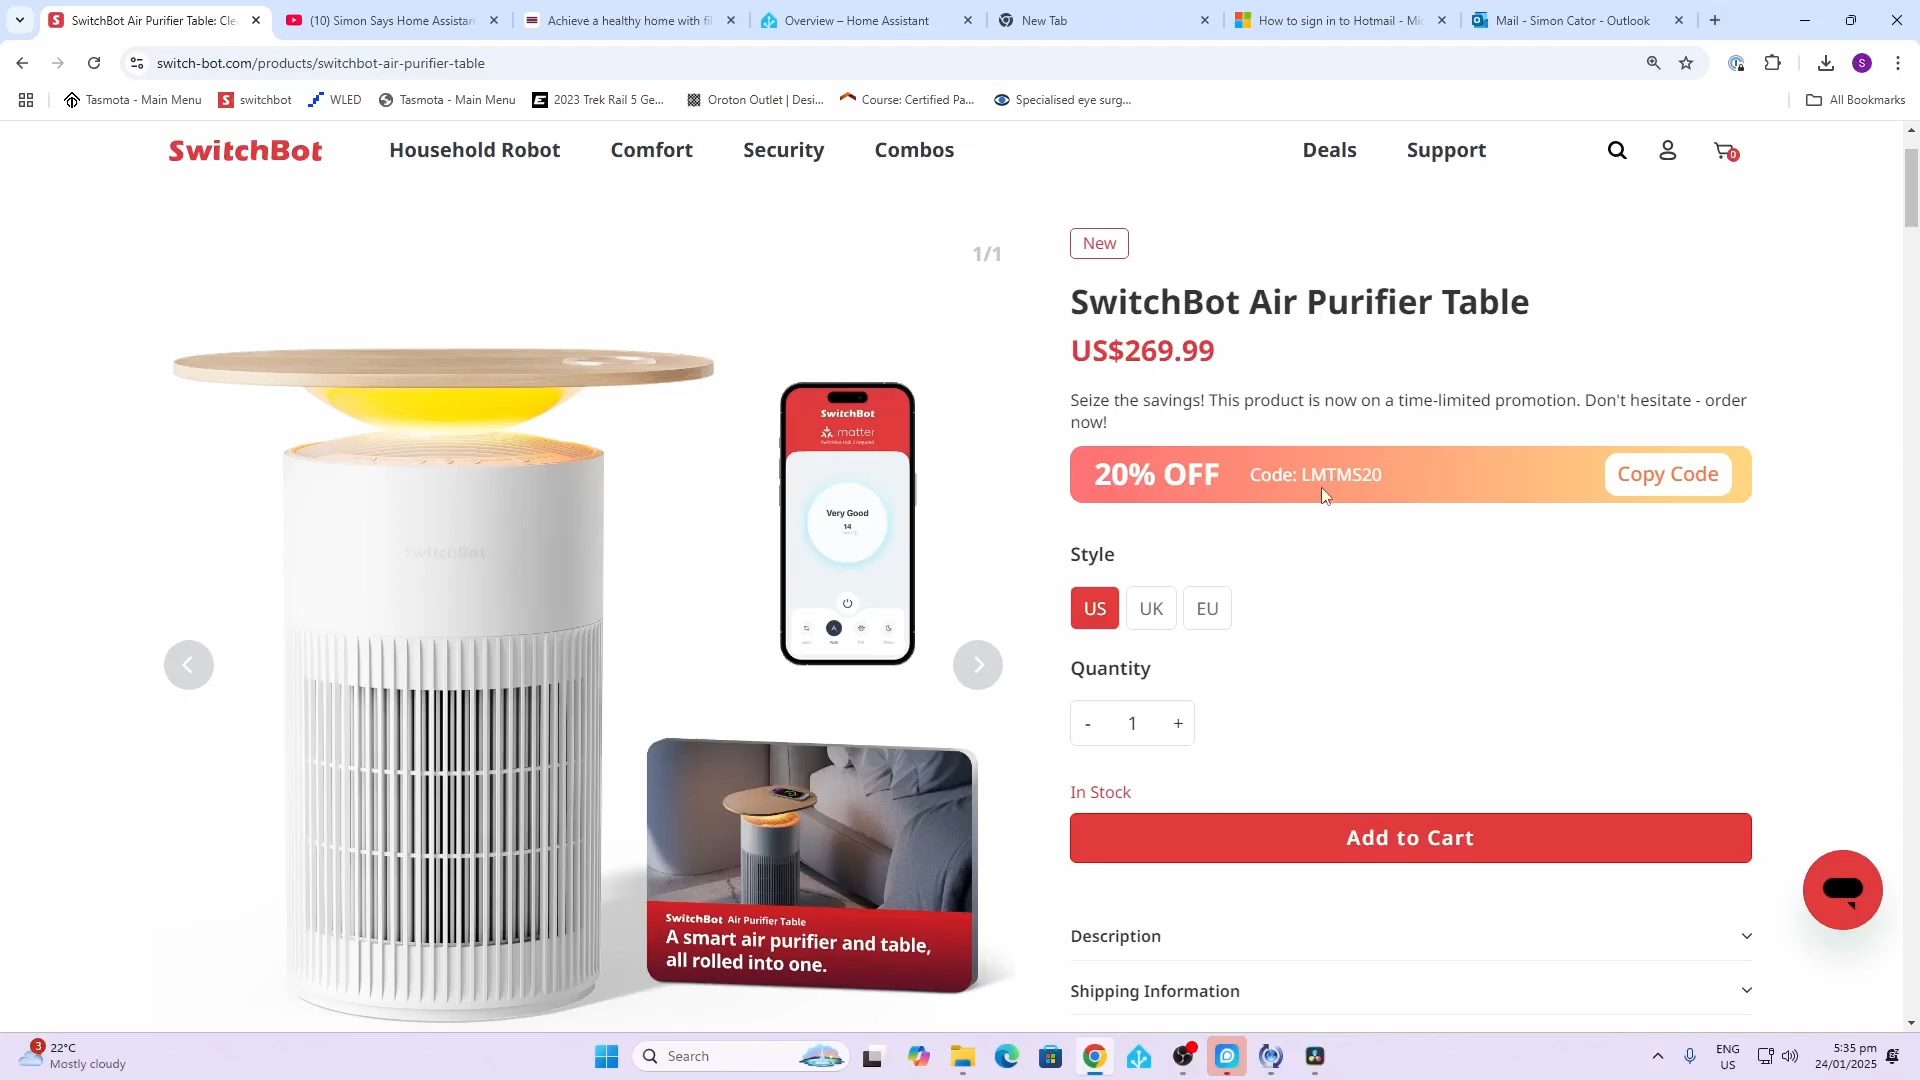 SwitchBot Air Purifier Table: Cle
(10) Simon Says Home Assistan
Achieve a healthy home with fil
Overview – Home Assistant
New Tab
How to sign in to Hotmail - Mic
Mail - Simon Cator - Outlook
switch-bot.com/products/switchbot-air-purifier-table
S
Tasmota - Main Menu
switchbot
WLED
Tasmota - Main Menu
2023 Trek Rail 5 Ge...
Oroton Outlet | Desi...
Course: Certified Pa...
Specialised eye surg...
All Bookmarks
SwitchBot
Household Robot
Comfort
Security
Combos
Deals
Support
0
1/1
New
SwitchBot Air Purifier Table
US$269.99
Seize the savings! This product is now on a time-limited promotion. Don't hesitate - order
now!
20% OFF
Code: LMTMS20
Copy Code
Style
US
UK
EU
Quantity
-
1
+
In Stock
Add to Cart
Description
Shipping Information
SwitchBot
SwitchBot
matter
Very Good
14
SwitchBot Air Purifier Table
A smart air purifier and table,
all rolled into one.
3
22°C
Mostly cloudy
Search
ENG
US
5:35 pm
24/01/2025